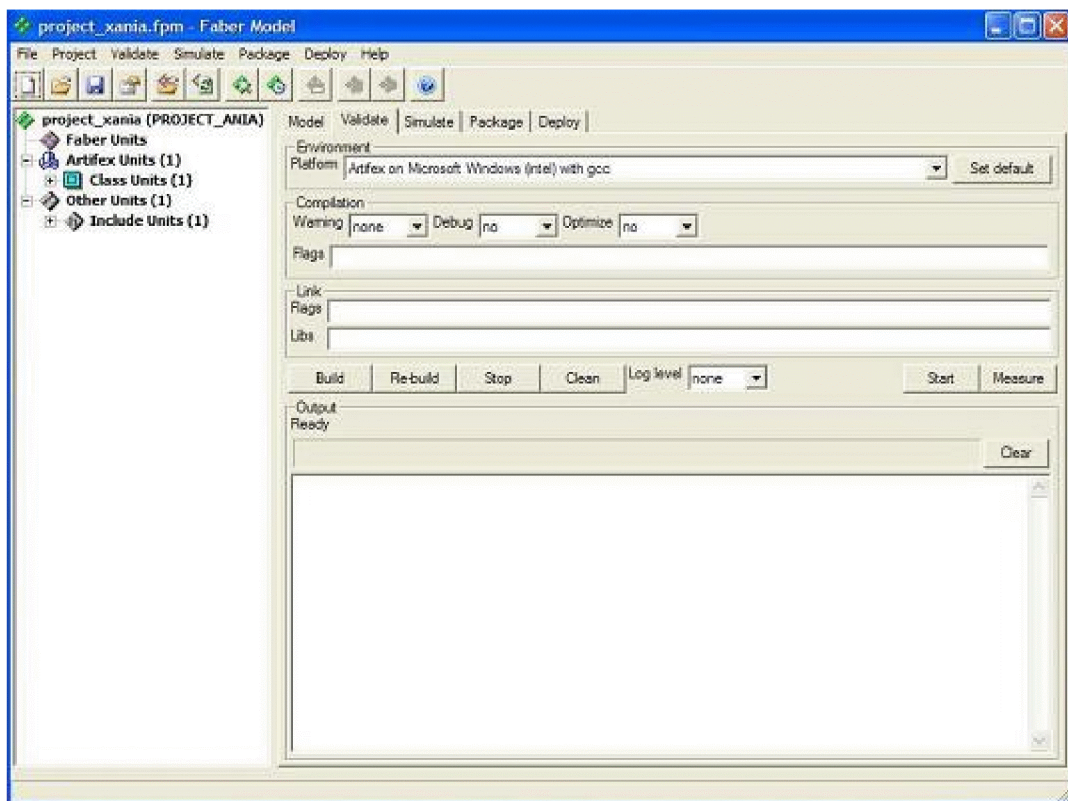 project_xania.fpm - Faber Model
File Project Validate Simulate Package Deploy Help
project_xania (PROJECT_ANIA)
Faber Units
Artifex Units (1)
Class Units (1)
Other Units (1)
Include Units (1)
Model Validate Simulate Package Deploy
Environment
Platform Artifex on Microsoft Windows (intel) with gcc Set default
Compilation
Warning none Debug no Optimize no
Flags
Link
Flags
Libs
Build Re-build Stop Clean Log level none Start Measure
Output
Ready
Clear